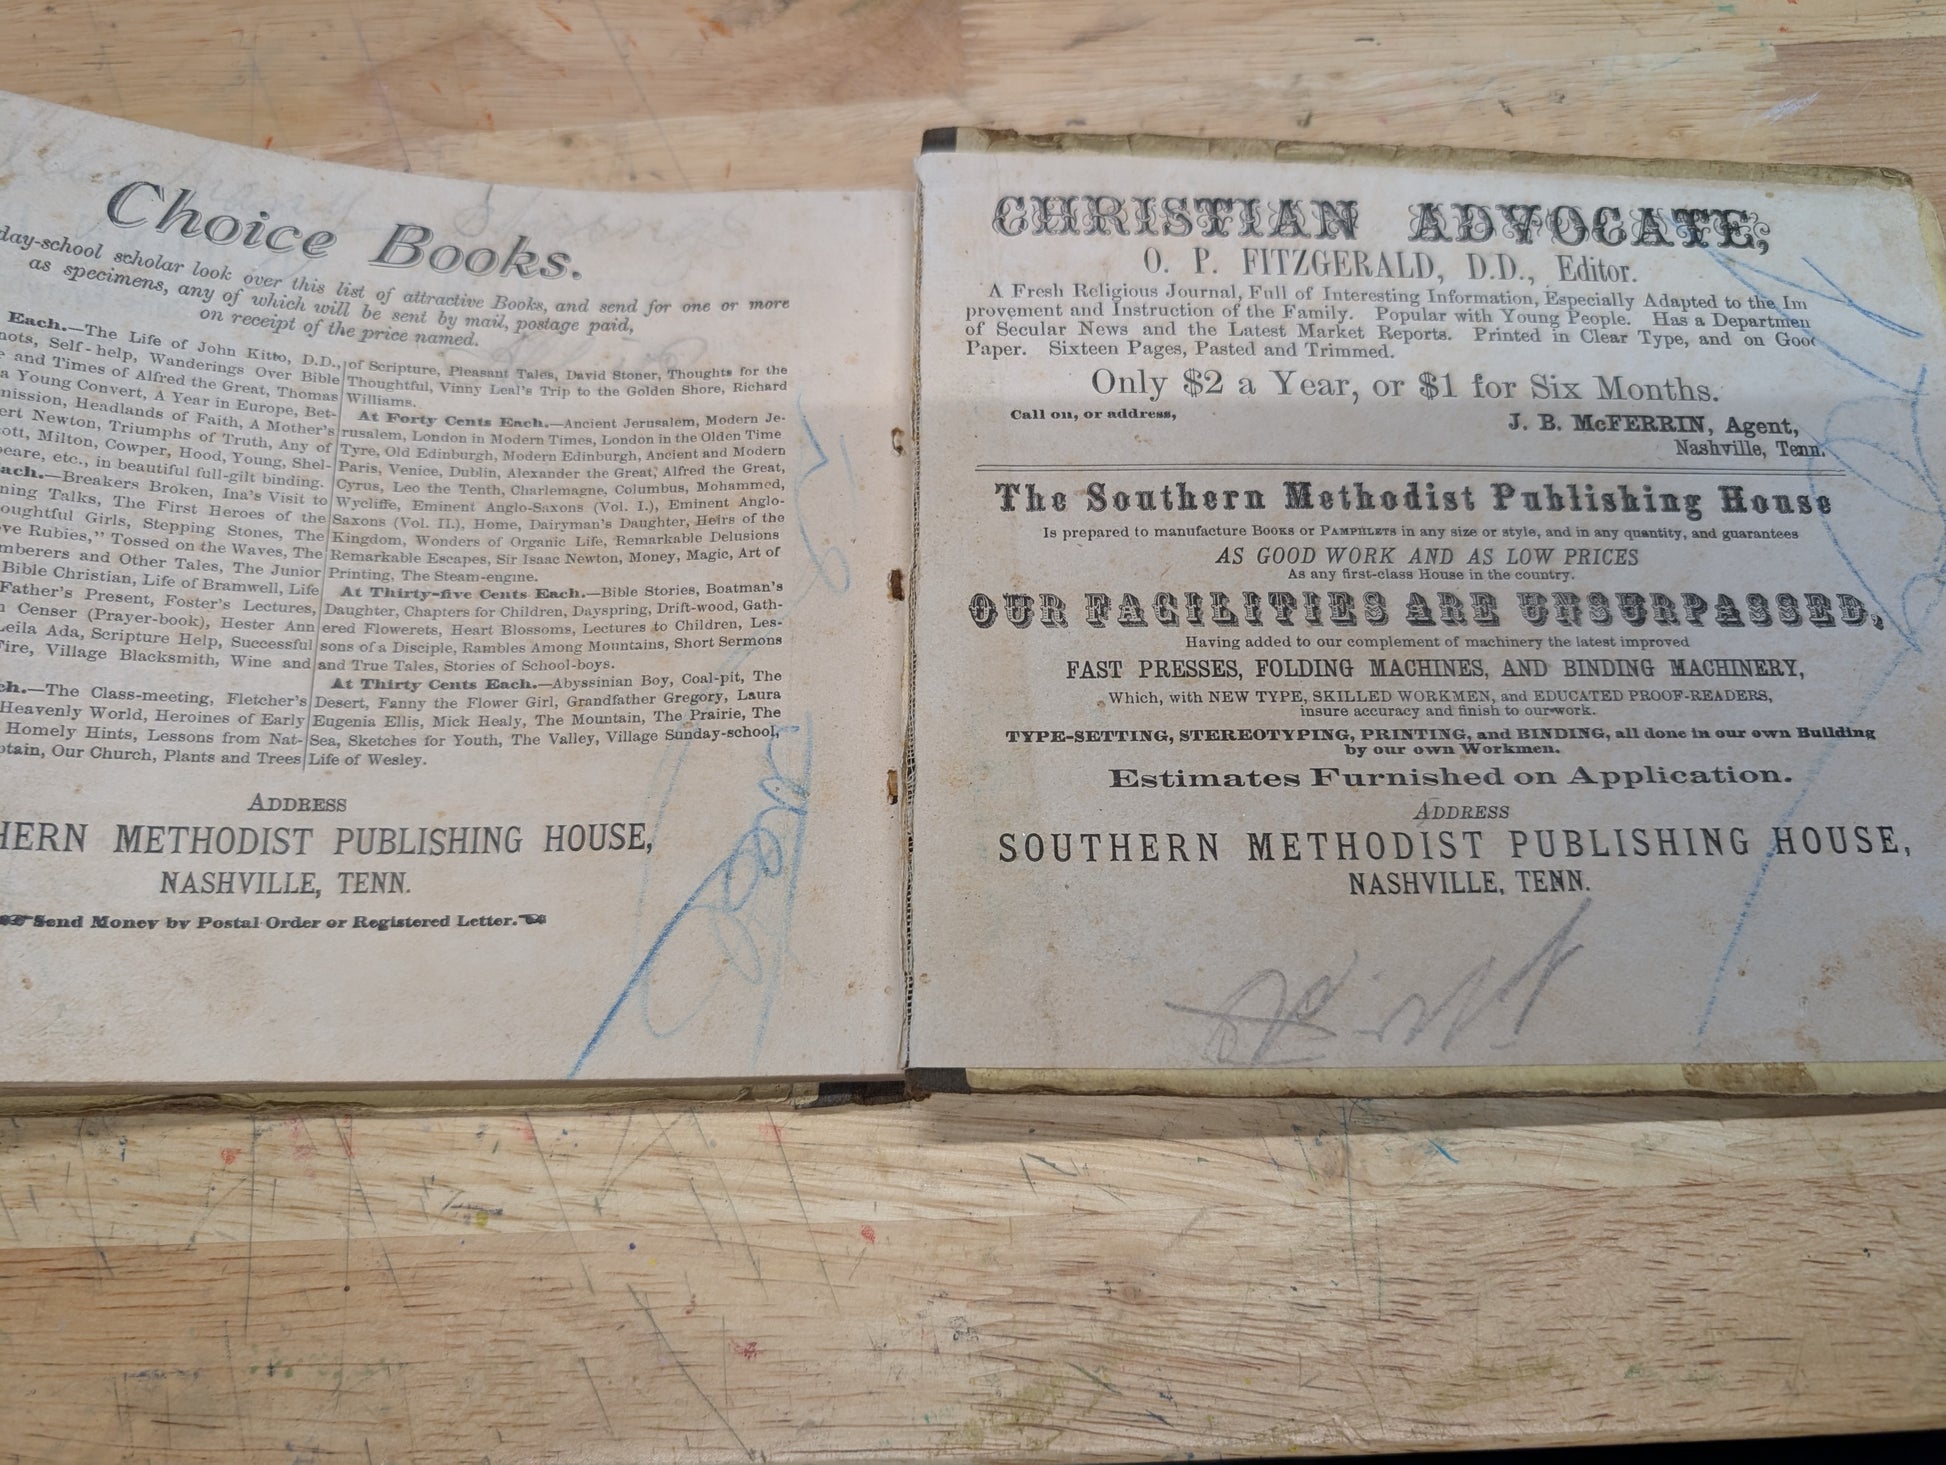 Choice Books.
day-school scholar look over this list of attractive Books, and send for one or more
as specimens, any of which will be sent by mail, postage paid,
on receipt of the price named.
Each.—The Life of John Kitto, D.D.,
nots, Self-help, Wanderings Over Bible
e and Times of Alfred the Great, Thomas
a Young Convert, A Year in Europe, Bet-
mission, Headlands of Faith, A Mother's
ert Newton, Triumphs of Truth, Any of
ott, Milton, Cowper, Hood, Young, Shel-
peare, etc., in beautiful full-gilt binding.
ach.—Breakers Broken, Ina's Visit to
ning Talks, The First Heroes of the
oughtful Girls, Stepping Stones, The
ve Rubies," Tossed on the Waves, The
mberers and Other Tales, The Junior
Bible Christian, Life of Bramwell, Life
Father's Present, Foster's Lectures,
n Censer (Prayer-book), Hester Ann
Leila Ada, Scripture Help, Successful
Fire, Village Blacksmith, Wine and
ch.—The Class-meeting, Fletcher's
Heavenly World, Heroines of Early
Homely Hints, Lessons from Nat-
ptain, Our Church, Plants and Trees
of Scripture, Pleasant Tales, David Stoner, Thoughts for the
Thoughtful, Vinny Leal's Trip to the Golden Shore, Richard
Williams.
At Forty Cents Each.—Ancient Jerusalem, Modern Je-
rusalem, London in Modern Times, London in the Olden Time
Tyre, Old Edinburgh, Modern Edinburgh, Ancient and Modern
Paris, Venice, Dublin, Alexander the Great, Alfred the Great,
Cyrus, Leo the Tenth, Charlemagne, Columbus, Mohammed,
Wycliffe, Eminent Anglo-Saxons (Vol. I.), Eminent Anglo-
Saxons (Vol. II.), Home, Dairyman's Daughter, Heirs of the
Kingdom, Wonders of Organic Life, Remarkable Delusions
Remarkable Escapes, Sir Isaac Newton, Money, Magic, Art of
Printing, The Steam-engine.
At Thirty-five Cents Each.—Bible Stories, Boatman's
Daughter, Chapters for Children, Dayspring, Drift-wood, Gath-
ered Flowerets, Heart Blossoms, Lectures to Children, Les-
sons of a Disciple, Rambles Among Mountains, Short Sermons
and True Tales, Stories of School-boys.
At Thirty Cents Each.—Abyssinian Boy, Coal-pit, The
Desert, Fanny the Flower Girl, Grandfather Gregory, Laura
Eugenia Ellis, Mick Healy, The Mountain, The Prairie, The
Sea, Sketches for Youth, The Valley, Village Sunday-school,
Life of Wesley.
ADDRESS
HERN METHODIST PUBLISHING HOUSE,
NASHVILLE, TENN.
Send Money by Postal Order or Registered Letter.
CHRISTIAN ADVOCATE,
O. P. FITZGERALD, D.D., Editor.
A Fresh Religious Journal, Full of Interesting Information, Especially Adapted to the Im
provement and Instruction of the Family. Popular with Young People. Has a Departmen
of Secular News and the Latest Market Reports. Printed in Clear Type, and on Good
Paper. Sixteen Pages, Pasted and Trimmed.
Only $2 a Year, or $1 for Six Months.
Call on, or address,
J. B. McFERRIN, Agent,
Nashville, Tenn.
The Southern Methodist Publishing House
Is prepared to manufacture BOOKS or PAMPHLETS in any size or style, and in any quantity, and guarantees
AS GOOD WORK AND AS LOW PRICES
As any first-class House in the country.
OUR FACILITIES ARE UNSURPASSED,
Having added to our complement of machinery the latest improved
FAST PRESSES, FOLDING MACHINES, AND BINDING MACHINERY,
Which, with NEW TYPE, SKILLED WORKMEN, and EDUCATED PROOF-READERS,
insure accuracy and finish to our work.
TYPE-SETTING, STEREOTYPING, PRINTING, and BINDING, all done in our own Building
by our own Workmen.
Estimates Furnished on Application.
ADDRESS
SOUTHERN METHODIST PUBLISHING HOUSE,
NASHVILLE, TENN.